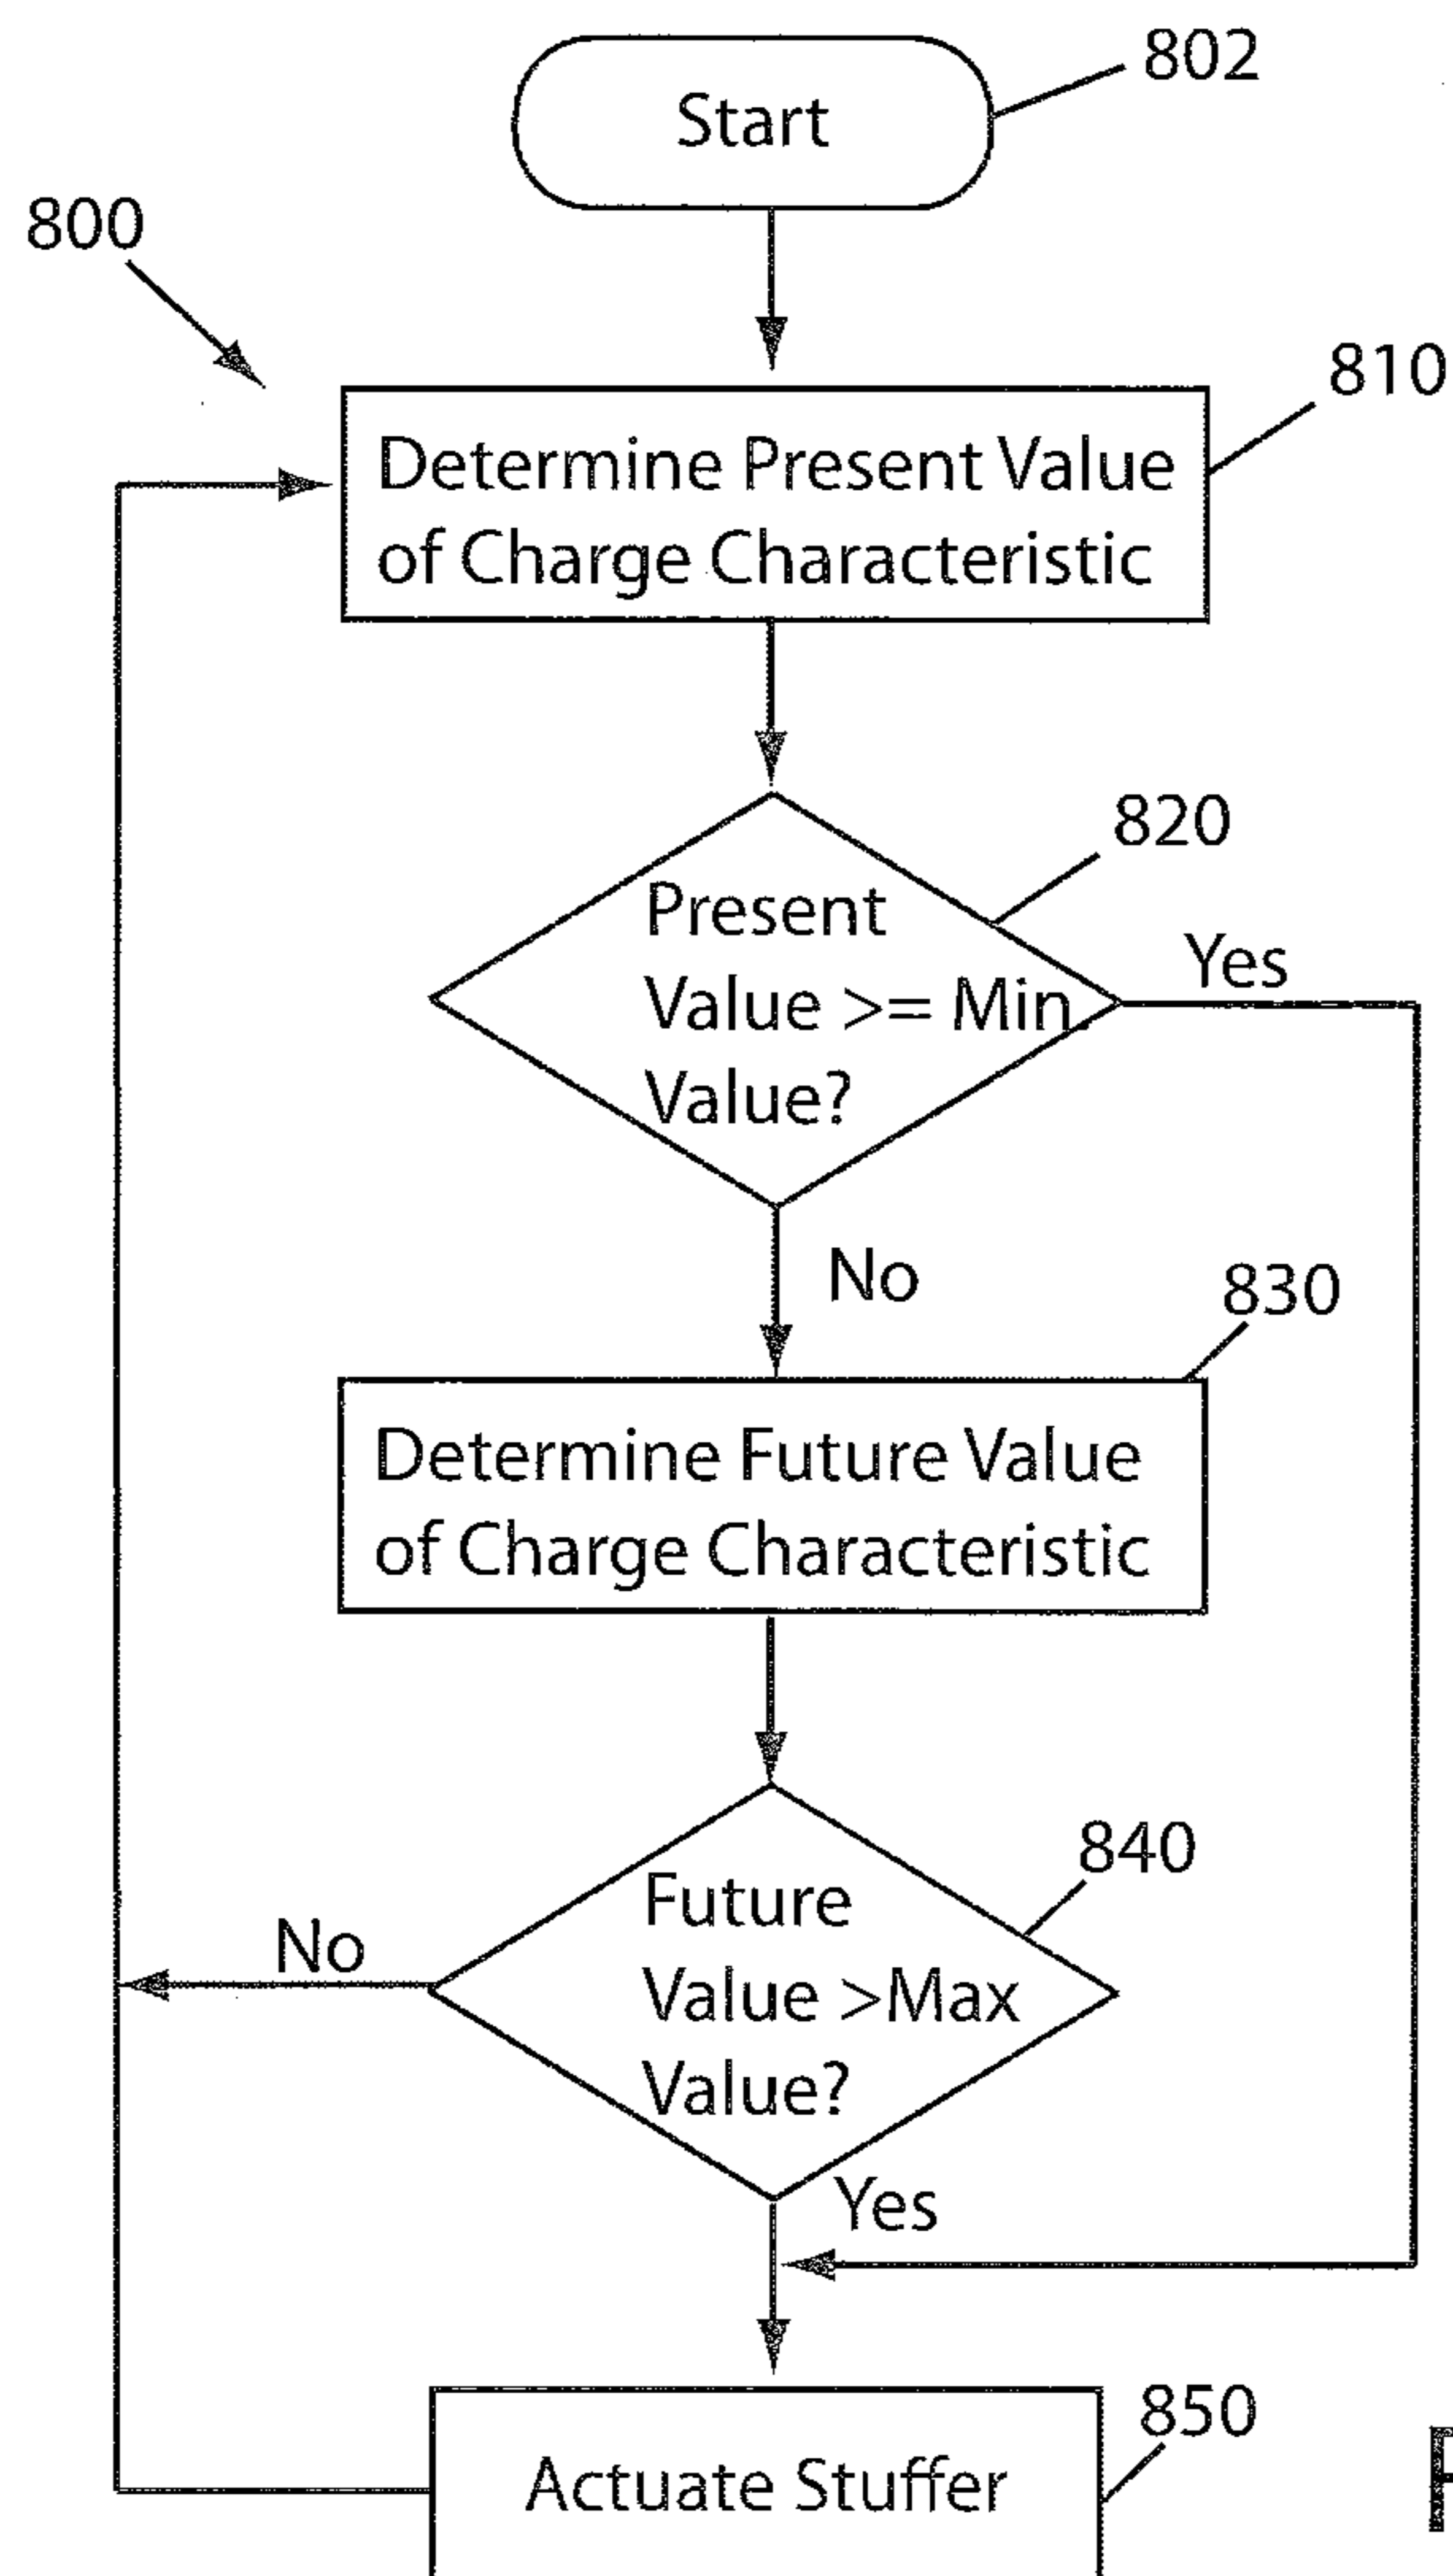 802
Start
800
810
Determine Present Value
of Charge Characteristic
820
Present
Value >= Min.
Value?
Yes
No
830
Determine Future Value
of Charge Characteristic
840
Future
Value >Max
Value?
No
Yes
850
Actuate Stuffer